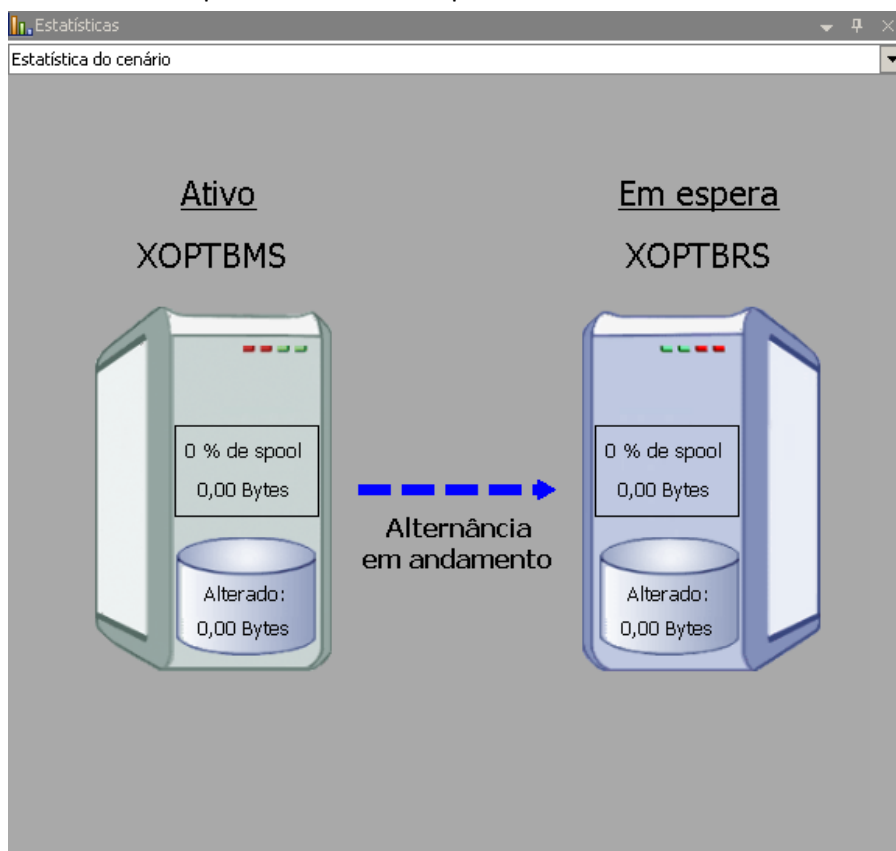 Estatísticas
Estatística do cenário
Ativo
Em espera
XOPTBMS
XOPTBRS
0 % de spool
0,00 Bytes
0 % de spool
0,00 Bytes
Alternância
em andamento
Alterado:
0,00 Bytes
Alterado:
0,00 Bytes